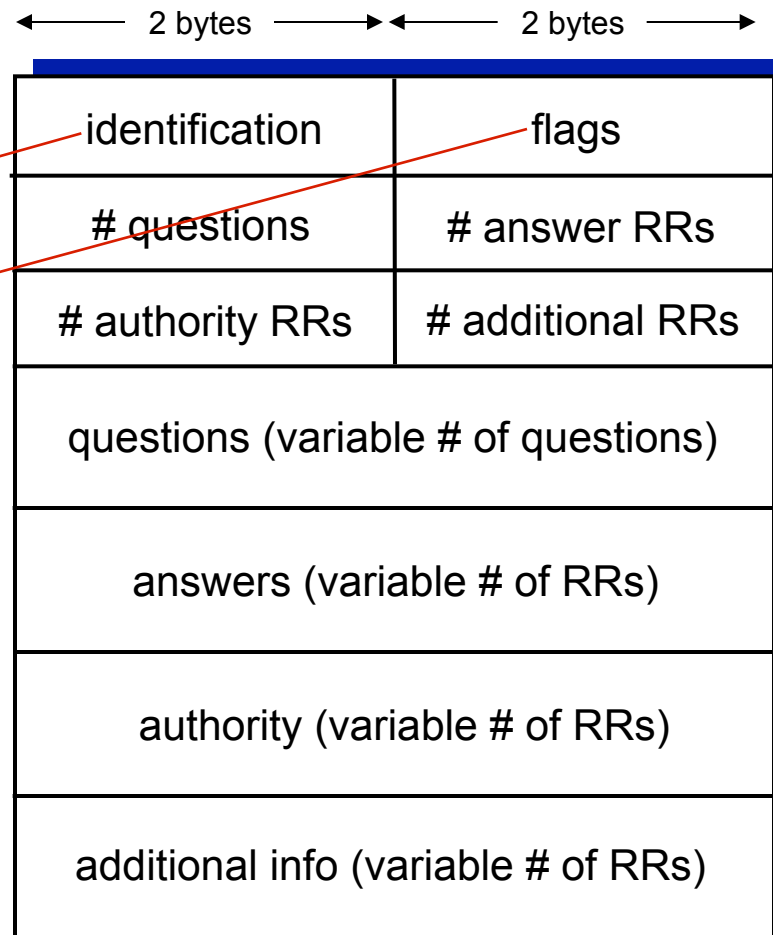 2 bytes 2 bytes
identification flags
# questions # answer RRs
# authority RRs # additional RRs
questions (variable # of questions)
answers (variable # of RRs)
authority (variable # of RRs)
additional info (variable # of RRs)